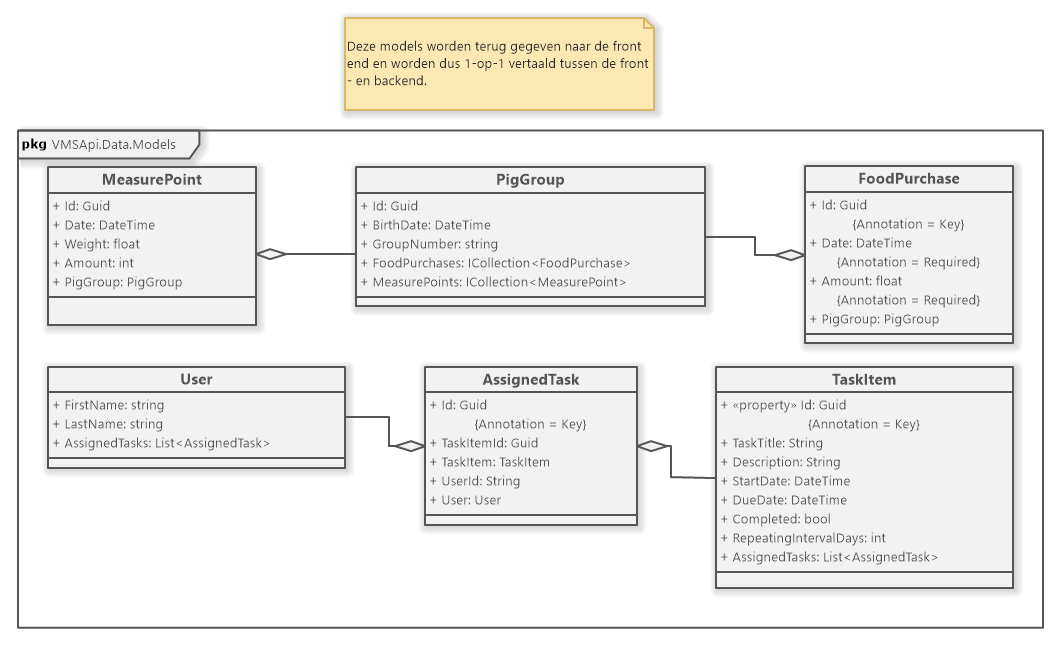 Deze models worden terug gegeven naar de front
end en worden dus 1-op-1 vertaald tussen de front
- en backend.
pkg VMSApi.Data.Models
MeasurePoint
+ Id: Guid
+ Date: DateTime
+ Weight: float
+ Amount: int
+ PigGroup: PigGroup
PigGroup
+ Id: Guid
+ BirthDate: DateTime
+ GroupNumber: string
+ FoodPurchases: ICollection<FoodPurchase>
+ MeasurePoints: ICollection<MeasurePoint>
FoodPurchase
+ Id: Guid
{Annotation = Key}
+ Date: DateTime
{Annotation = Required}
+ Amount: float
{Annotation = Required}
+ PigGroup: PigGroup
User
+ FirstName: string
+ LastName: string
+ AssignedTasks: List<AssignedTask>
AssignedTask
+ Id: Guid
{Annotation = Key}
+ TaskItemId: Guid
+ TaskItem: TaskItem
+ UserId: String
+ User: User
TaskItem
+ «property» Id: Guid
{Annotation = Key}
+ TaskTitle: String
+ Description: String
+ StartDate: DateTime
+ DueDate: DateTime
+ Completed: bool
+ RepeatingIntervalDays: int
+ AssignedTasks: List<AssignedTask>